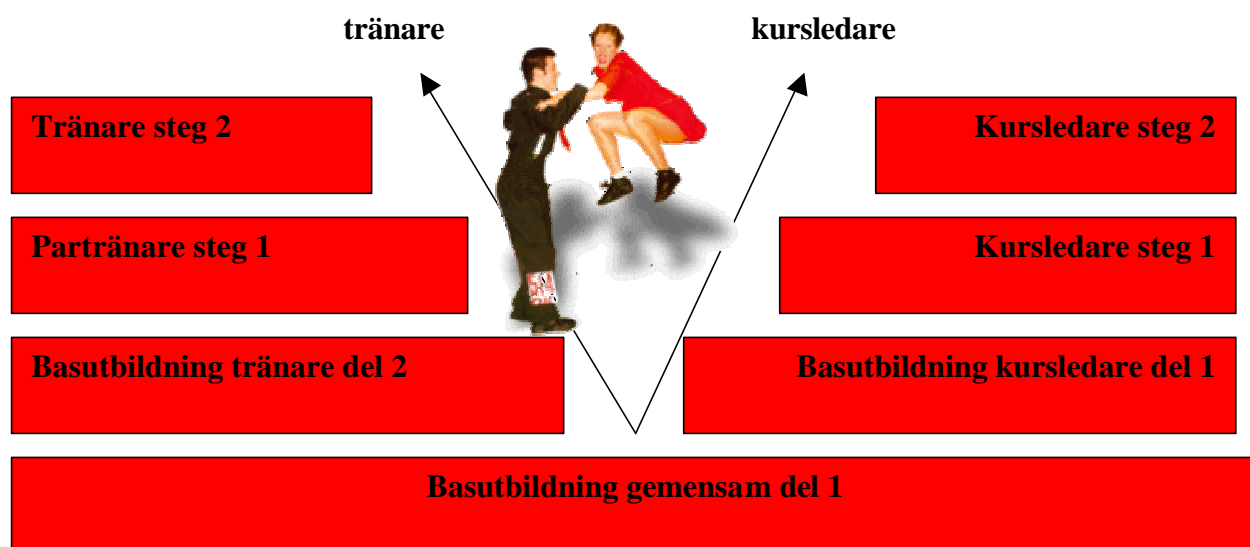 tränare
kursledare
Tränare steg 2
Kursledare steg 2
Partränare steg 1
Kursledare steg 1
Basutbildning tränare del 2
Basutbildning kursledare del 1
Basutbildning gemensam del 1